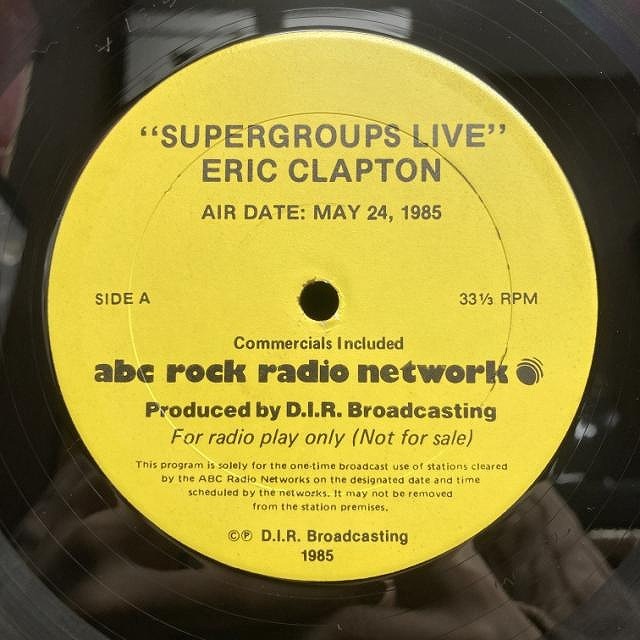 “SUPERGROUPS LIVE”
ERIC CLAPTON
AIR DATE: MAY 24, 1985
SIDE A
33⅓ RPM
Commercials Included
abc rock radio network
Produced by D.I.R. Broadcasting
For radio play only (Not for sale)
This program is solely for the one-time broadcast use of stations cleared
by the ABC Radio Networks on the designated date and time
scheduled by the networks. It may not be removed
from the station premises.
©℗ D.I.R. Broadcasting
1985